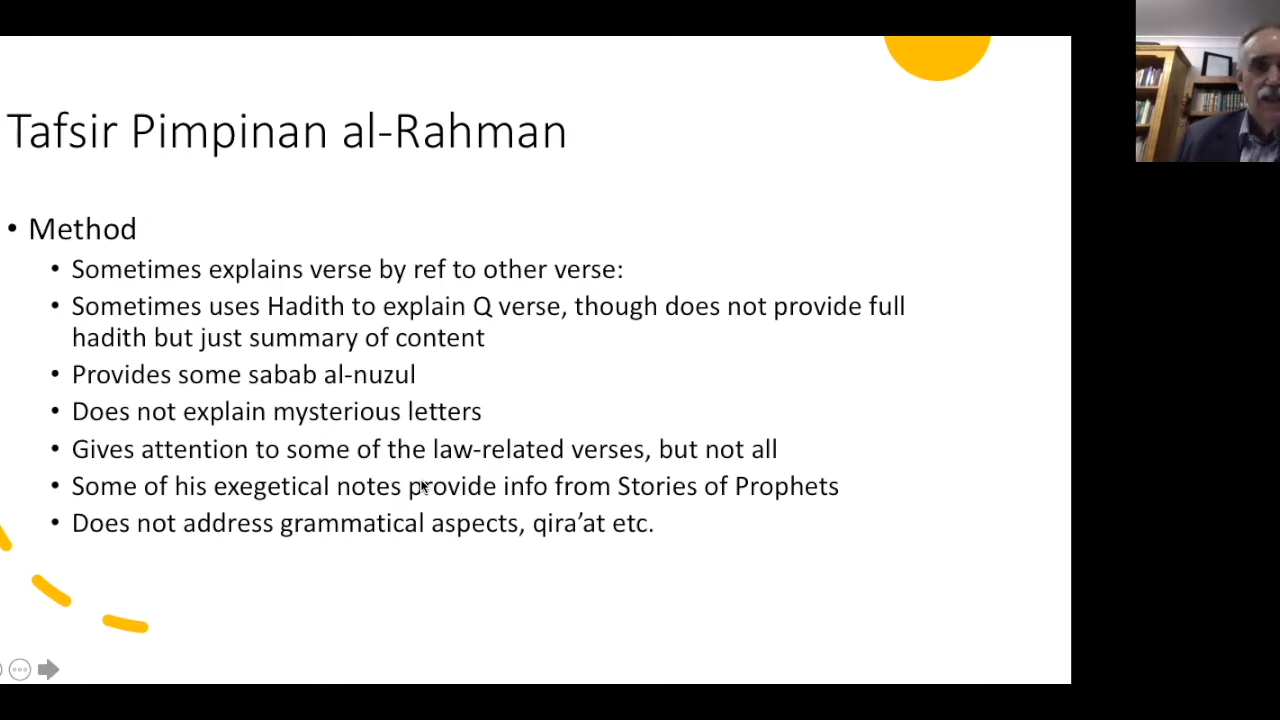 Tafsir Pimpinan al-Rahman
• Method
• Sometimes explains verse by ref to other verse:
• Sometimes uses Hadith to explain Q verse, though does not provide full
hadith but just summary of content
• Provides some sabab al-nuzul
• Does not explain mysterious letters
• Gives attention to some of the law-related verses, but not all
• Some of his exegetical notes provide info from Stories of Prophets
• Does not address grammatical aspects, qira’at etc.